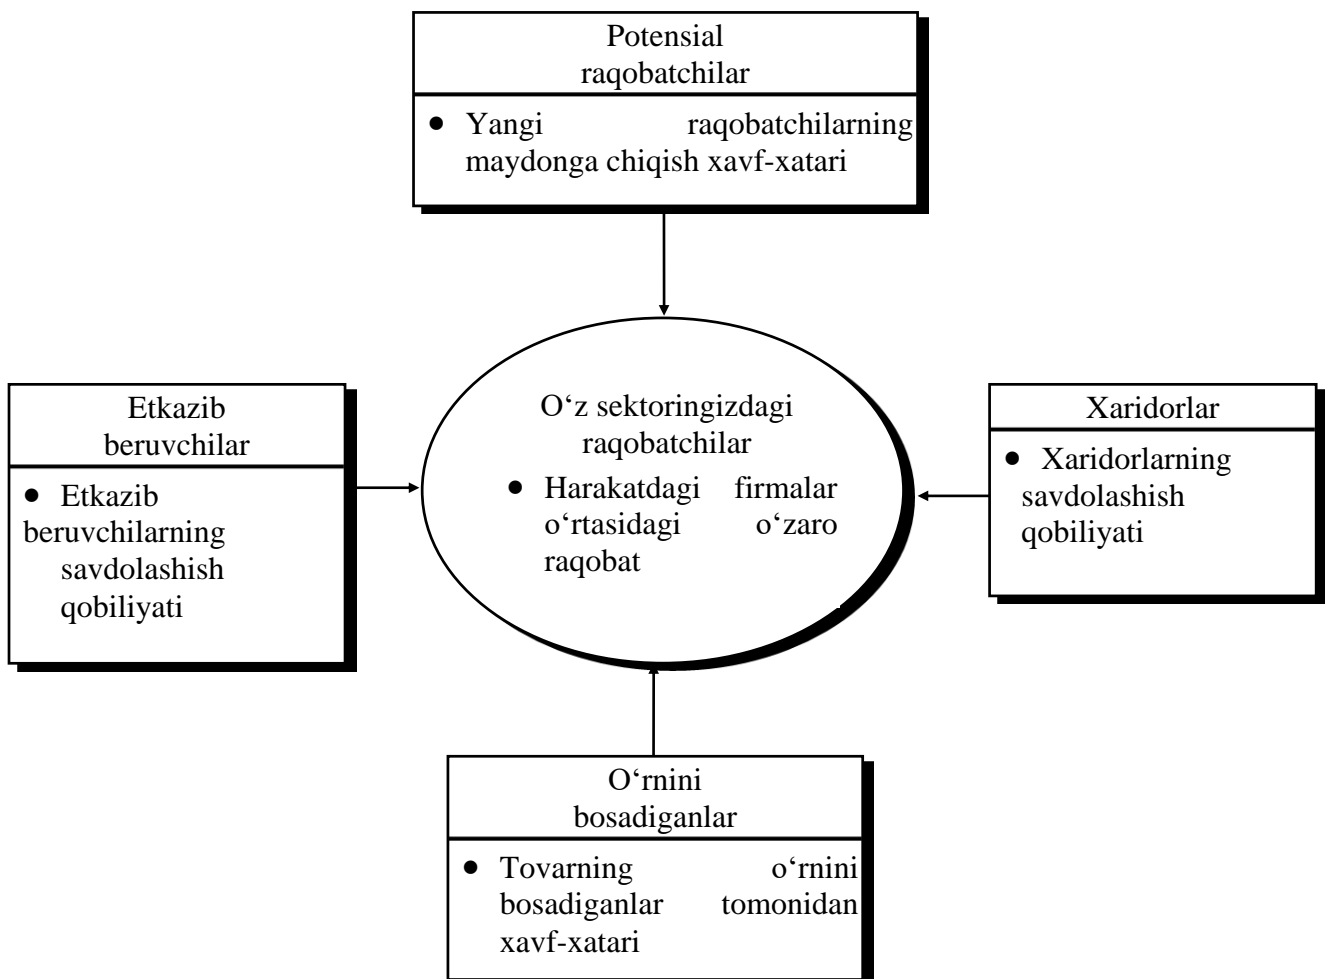 Potensial
raqobatchilar
● Yangi raqobatchilarning
maydonga chiqish xavf-xatari
Etkazib
beruvchilar
● Etkazib
beruvchilarning
savdolashish
qobiliyati
O‘z sektoringizdagi
raqobatchilar
● Harakatdagi firmalar
o‘rtasidagi o‘zaro
raqobat
Xaridorlar
● Xaridorlarning
savdolashish
qobiliyati
O‘rnini
bosadiganlar
● Tovarning o‘rnini
bosadiganlar tomonidan
xavf-xatari